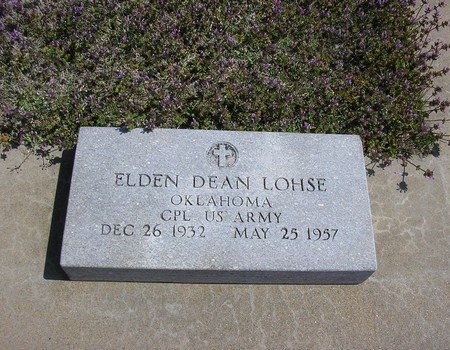 ELDEN DEAN LOHSE
OKLAHOMA
CPL US ARMY
DEC 26 1932 MAY 25 1957